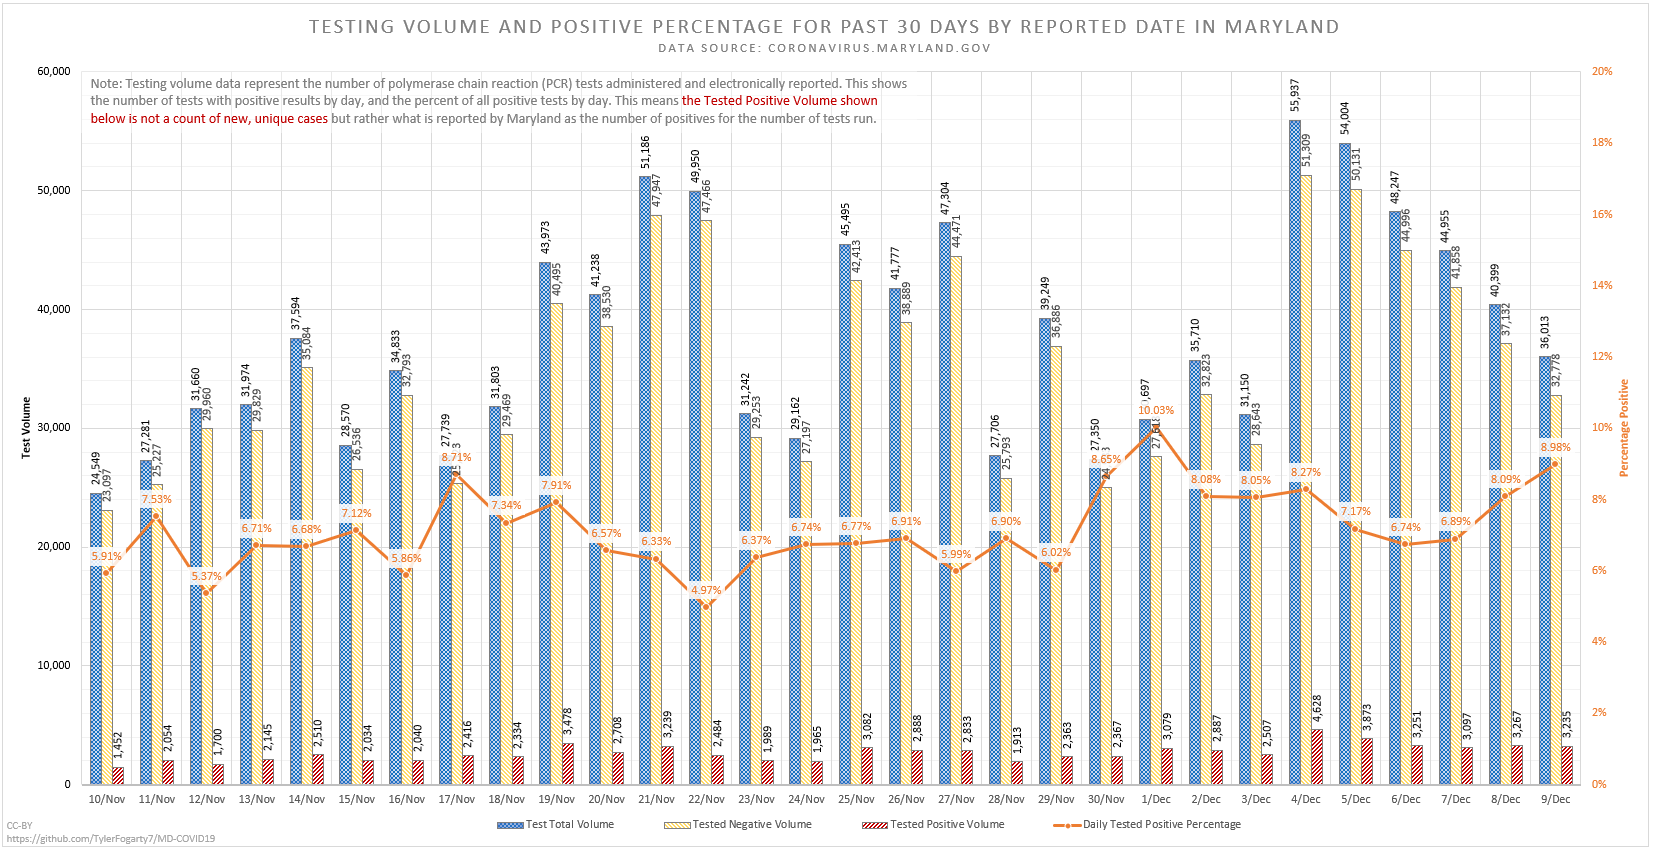 TESTING VOLUME AND POSITIVE PERCENTAGE FOR PAST 30 DAYS BY REPORTED DATE IN MARYLAND
DATA SOURCE: CORONAVIRUS.MARYLAND.GOV
Note: Testing volume data represent the number of polymerase chain reaction (PCR) tests administered and electronically reported. This shows
the number of tests with positive results by day, and the percent of all positive tests by day. This means the Tested Positive Volume shown
below is not a count of new, unique cases but rather what is reported by Maryland as the number of positives for the number of tests run.
Test Volume
60,000
50,000
40,000
30,000
20,000
10,000
0
Percentage Positive
20%
18%
16%
14%
12%
10%
8%
6%
4%
2%
0%
24,549 23,097 5.91% 1,452
27,281 25,227 7.53% 2,054
31,660 29,960 5.37% 1,700
31,974 29,829 6.71% 2,145
37,594 35,084 6.68% 2,510
28,570 26,536 7.12% 2,034
34,833 32,793 5.86% 2,040
27,739 8.71% 2,416
31,803 29,469 7.34% 2,334
43,973 40,495 7.91% 3,478
41,238 38,530 6.57% 2,708
51,186 47,947 6.33% 3,239
49,950 47,466 4.97% 2,484
31,242 29,253 6.37% 1,989
29,162 27,197 6.74% 1,965
45,495 42,413 6.77% 3,082
41,777 38,889 6.91% 2,888
47,304 44,471 5.99% 2,833
27,706 25,793 6.90% 1,913
39,249 36,886 6.02% 2,363
27,350 8.65% 2,367
10.03% 3,079
35,710 32,823 8.08% 2,887
31,150 28,643 8.05% 2,507
55,937 51,309 8.27% 4,628
54,004 50,131 7.17% 3,873
48,247 44,996 6.74% 3,251
44,955 41,858 6.89% 3,097
40,399 37,132 8.09% 3,267
36,013 32,778 8.98% 3,235
10/Nov 11/Nov 12/Nov 13/Nov 14/Nov 15/Nov 16/Nov 17/Nov 18/Nov 19/Nov 20/Nov 21/Nov 22/Nov 23/Nov 24/Nov 25/Nov 26/Nov 27/Nov 28/Nov 29/Nov 30/Nov 1/Dec 2/Dec 3/Dec 4/Dec 5/Dec 6/Dec 7/Dec 8/Dec 9/Dec
Test Total Volume Tested Negative Volume Tested Positive Volume Daily Tested Positive Percentage
CC-BY
https://github.com/TylerFogarty7/MD-COVID19